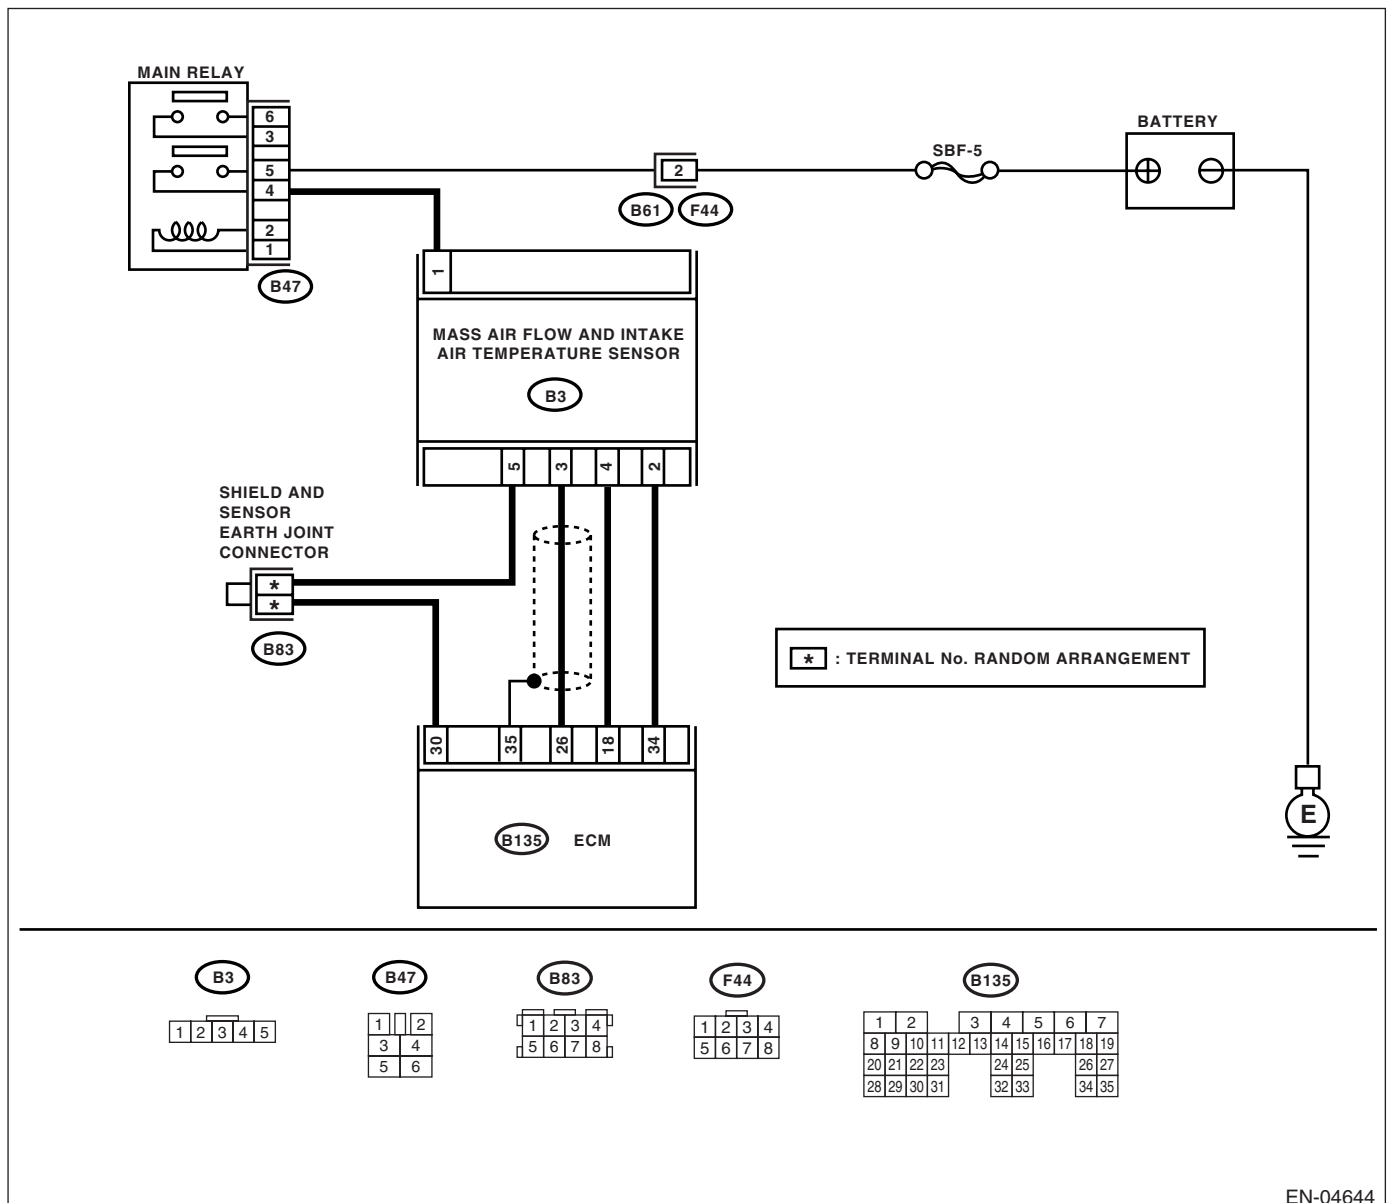 MAIN RELAY
6
3
5
4
2
1
B47
2
B61 F44
SBF-5
BATTERY
1
MASS AIR FLOW AND INTAKE
AIR TEMPERATURE SENSOR
B3
5 3 4 2
SHIELD AND
SENSOR
EARTH JOINT
CONNECTOR
*
*
B83
* : TERMINAL No. RANDOM ARRANGEMENT
30 35 26 18 34
B135 ECM
E
B3
1 2 3 4 5
B47
1 2
3 4
5 6
B83
1 2 3 4
5 6 7 8
F44
1 2 3 4
5 6 7 8
B135
1 2 3 4 5 6 7
8 9 10 11 12 13 14 15 16 17 18 19
20 21 22 23 24 25 26 27
28 29 30 31 32 33 34 35
EN-04644